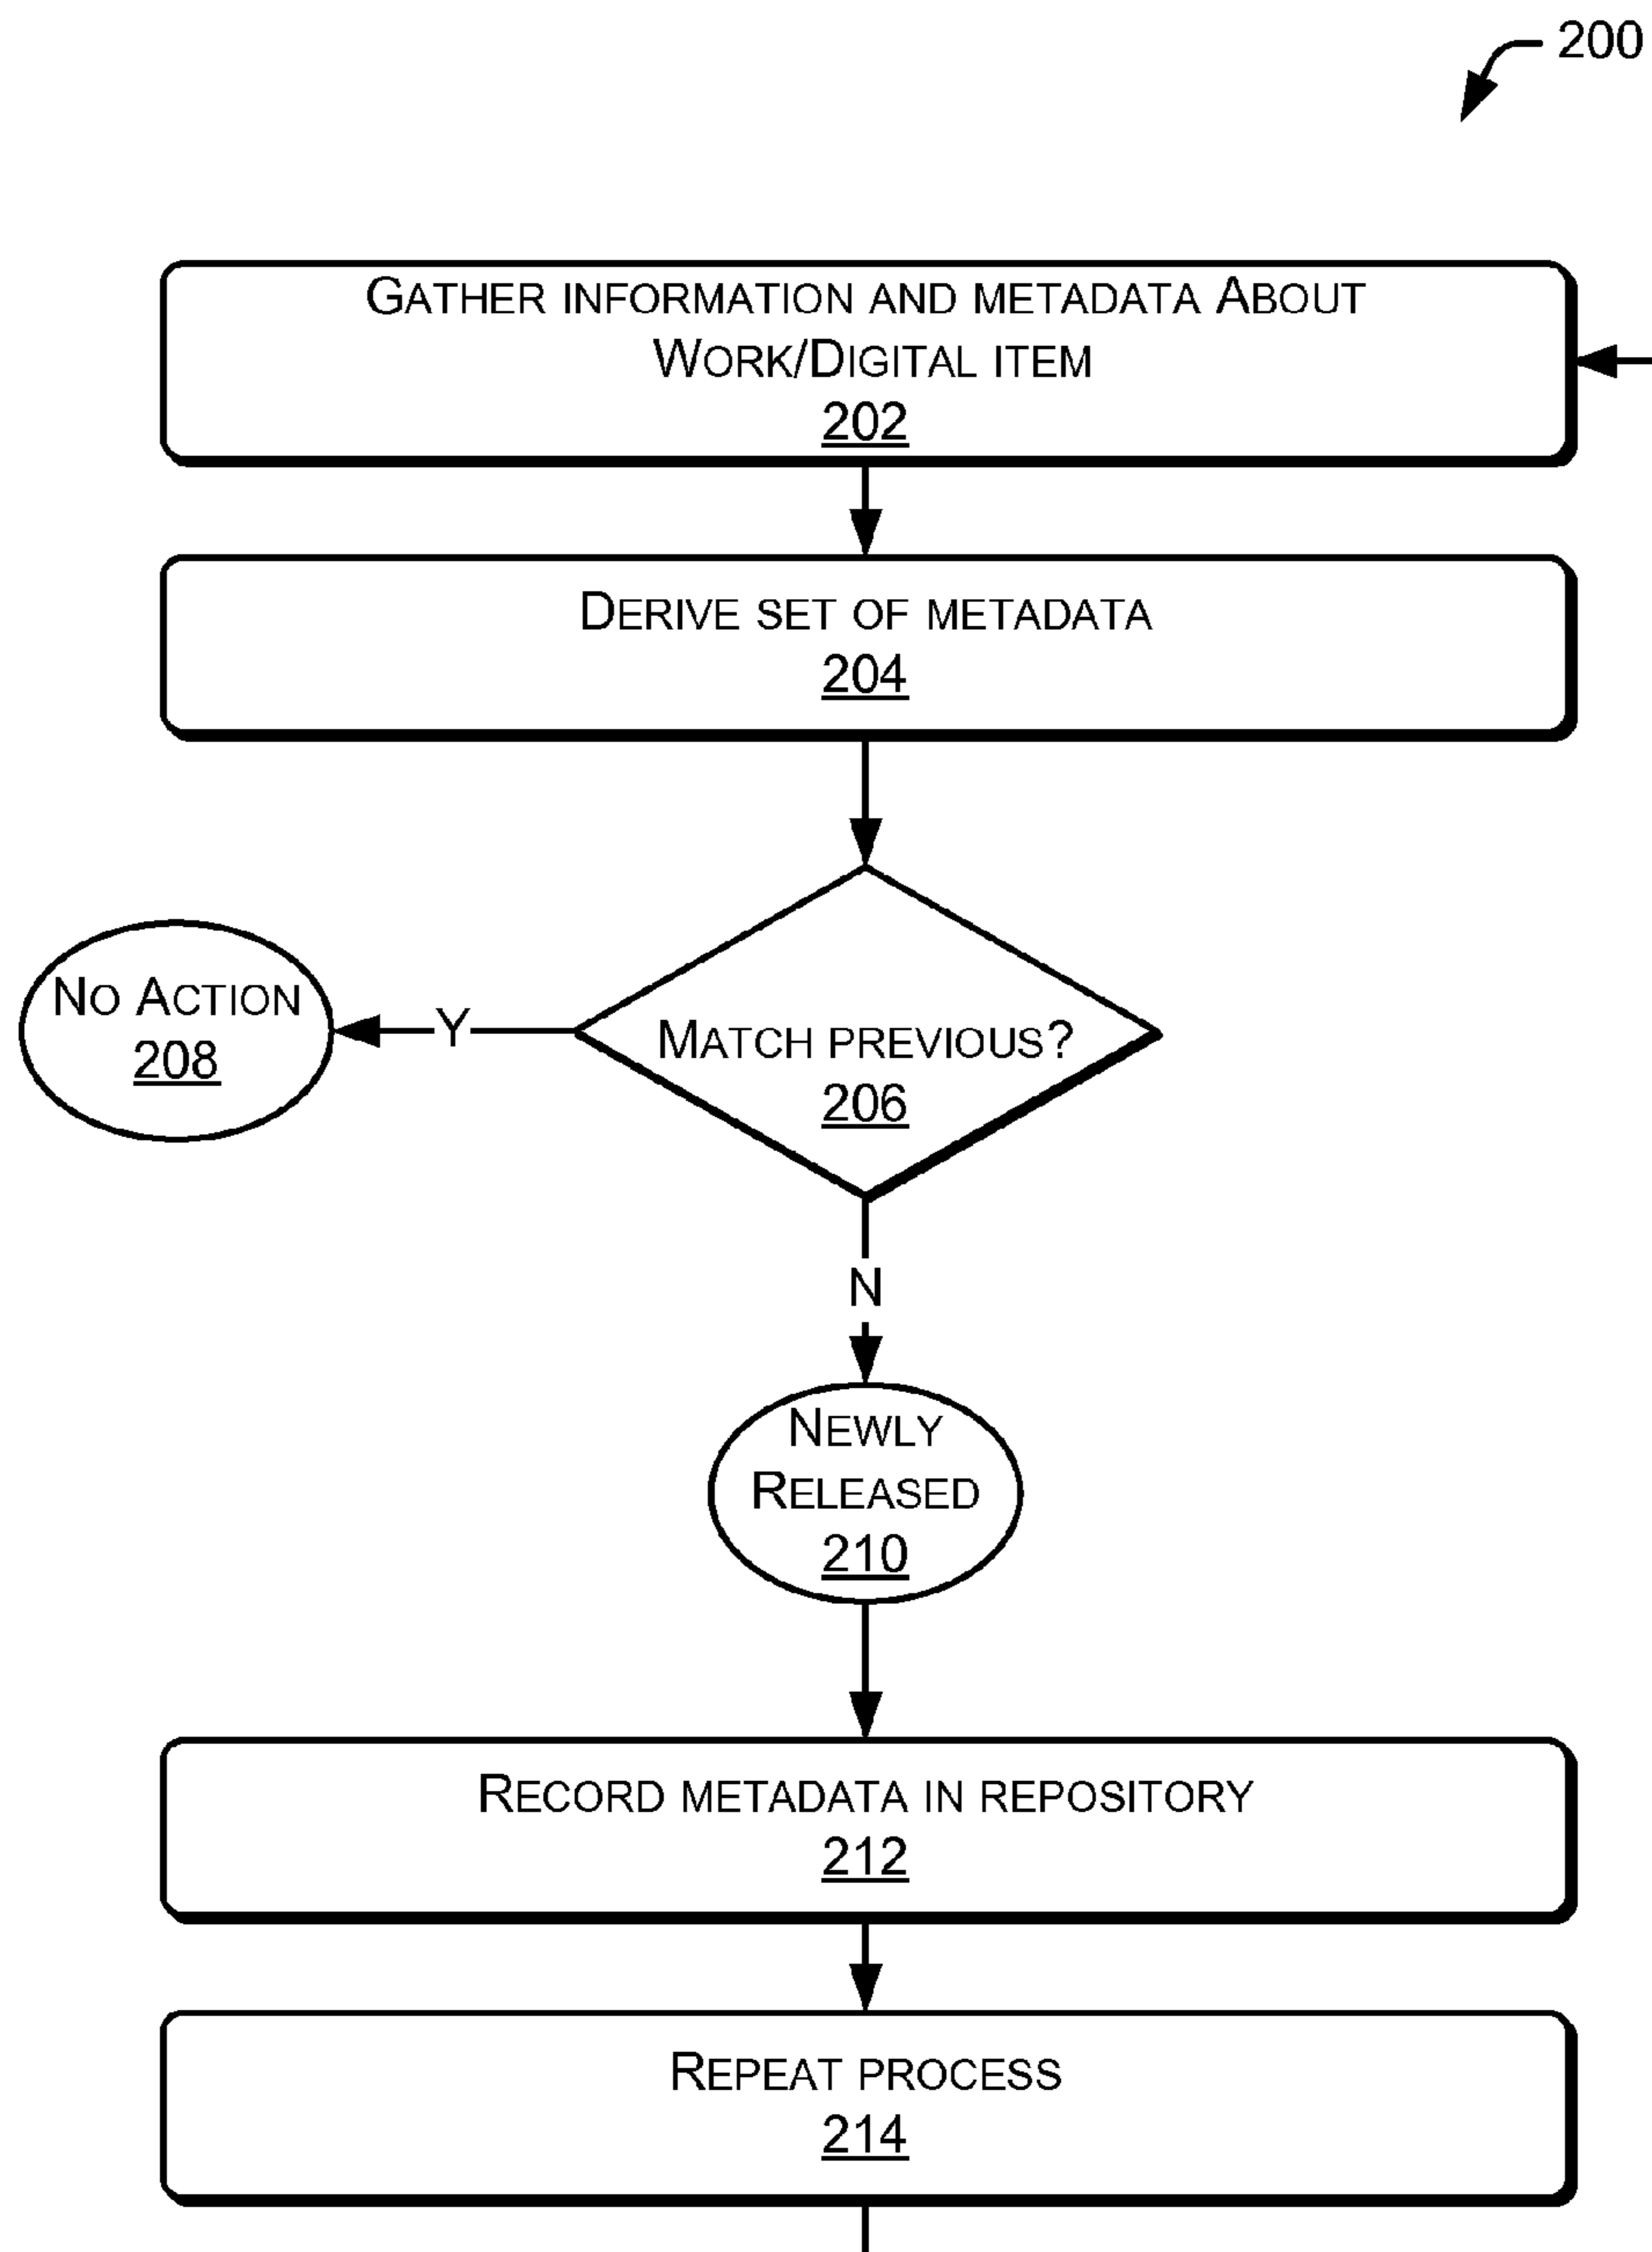 200
GATHER INFORMATION AND METADATA ABOUT
WORK/DIGITAL ITEM
202
DERIVE SET OF METADATA
204
NO ACTION
208
Y
MATCH PREVIOUS?
206
N
NEWLY
RELEASED
210
RECORD METADATA IN REPOSITORY
212
REPEAT PROCESS
214